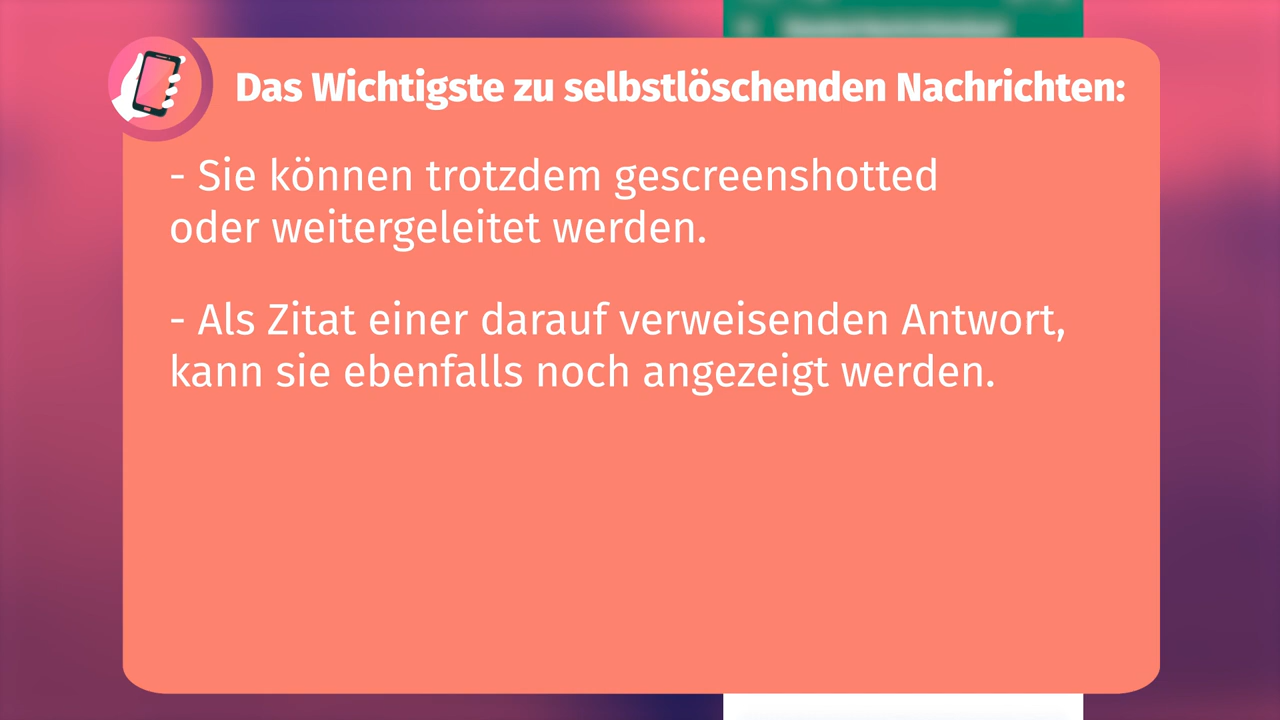 Das Wichtigste zu selbstlöschenden Nachrichten:
- Sie können trotzdem gescreenshotted
oder weitergeleitet werden.
- Als Zitat einer darauf verweisenden Antwort,
kann sie ebenfalls noch angezeigt werden.